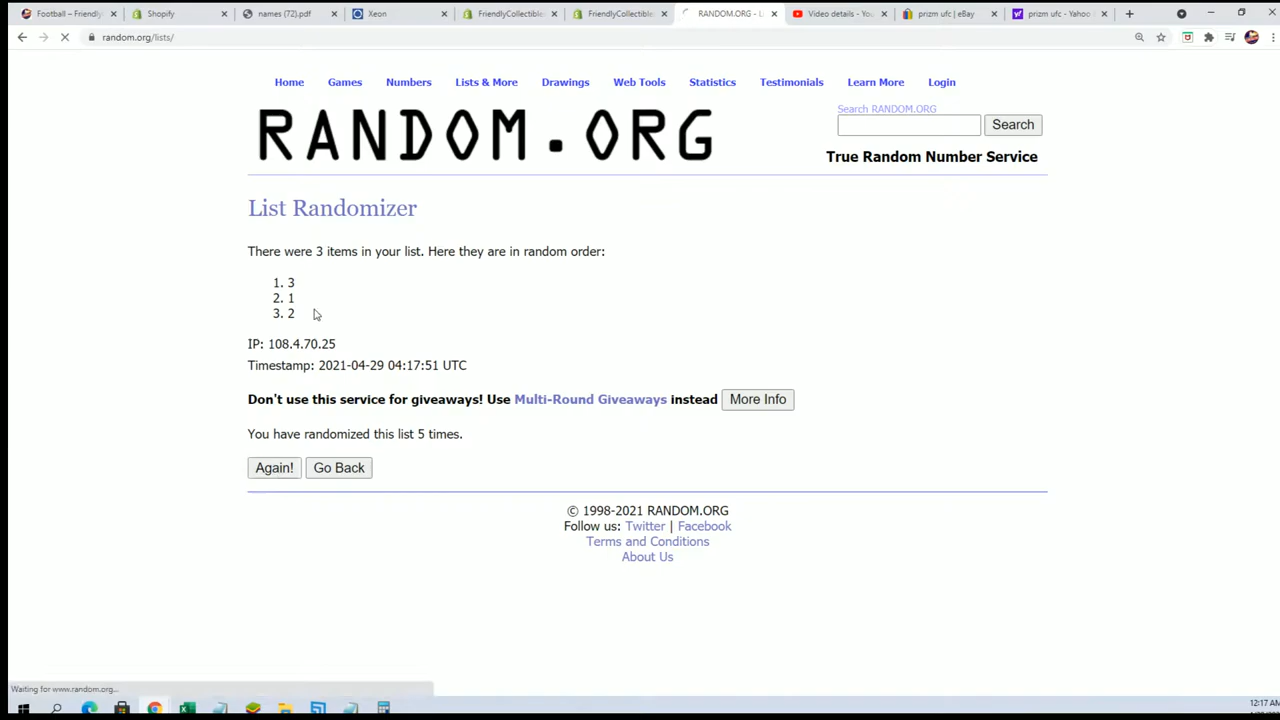 Football – Friendly
Shopify
names (72).pdf
Xeon
FriendlyCollectibles
FriendlyCollectibles
RANDOM.ORG - L
Video details - You
prizm ufc | eBay
prizm ufc - Yahoo
random.org/lists/
Home Games Numbers Lists & More Drawings Web Tools Statistics Testimonials Learn More Login
RANDOM.ORG
Search RANDOM.ORG
Search
True Random Number Service
List Randomizer
There were 3 items in your list. Here they are in random order:
1. 3
2. 1
3. 2
IP: 108.4.70.25
Timestamp: 2021-04-29 04:17:51 UTC
Don't use this service for giveaways! Use Multi-Round Giveaways instead More Info
You have randomized this list 5 times.
Again! Go Back
© 1998-2021 RANDOM.ORG
Follow us: Twitter | Facebook
Terms and Conditions
About Us
Waiting for www.random.org...
12:17 AM